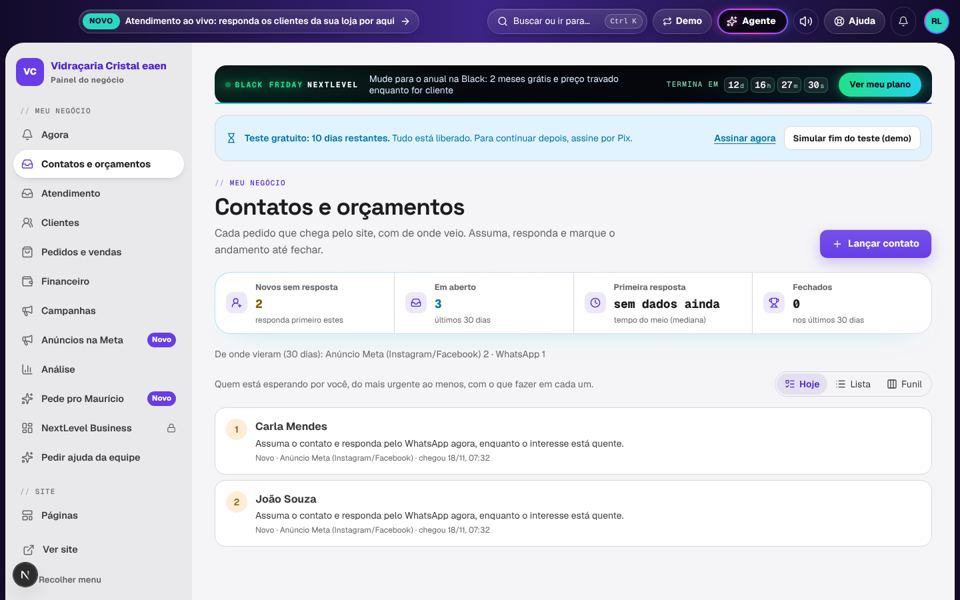 NOVO Atendimento ao vivo: responda os clientes da sua loja por aqui →
Buscar ou ir para... Ctrl K
Demo
Agente
Ajuda
RL
VC
Vidraçaria Cristal eaen
Painel do negócio
// MEU NEGÓCIO
Agora
Contatos e orçamentos
Atendimento
Clientes
Pedidos e vendas
Financeiro
Campanhas
Anúncios na Meta Novo
Análise
Pede pro Maurício Novo
NextLevel Business
Pedir ajuda da equipe
// SITE
Páginas
Ver site
N
Recolher menu
BLACK FRIDAY NEXTLEVEL
Mude para o anual na Black: 2 meses grátis e preço travado
enquanto for cliente
TERMINA EM 12d 16h 27m 30s
Ver meu plano
Teste gratuito: 10 dias restantes. Tudo está liberado. Para continuar depois, assine por Pix.
Assinar agora
Simular fim do teste (demo)
// MEU NEGÓCIO
Contatos e orçamentos
Cada pedido que chega pelo site, com de onde veio. Assuma, responda e marque o
andamento até fechar.
+ Lançar contato
Novos sem resposta
2
responda primeiro estes
Em aberto
3
últimos 30 dias
Primeira resposta
sem dados ainda
tempo do meio (mediana)
Fechados
0
nos últimos 30 dias
De onde vieram (30 dias): Anúncio Meta (Instagram/Facebook) 2 · WhatsApp 1
Quem está esperando por você, do mais urgente ao menos, com o que fazer em cada um.
Hoje
Lista
Funil
1
Carla Mendes
Assuma o contato e responda pelo WhatsApp agora, enquanto o interesse está quente.
Novo · Anúncio Meta (Instagram/Facebook) · chegou 18/11, 07:32
2
João Souza
Assuma o contato e responda pelo WhatsApp agora, enquanto o interesse está quente.
Novo · Anúncio Meta (Instagram/Facebook) · chegou 18/11, 07:32